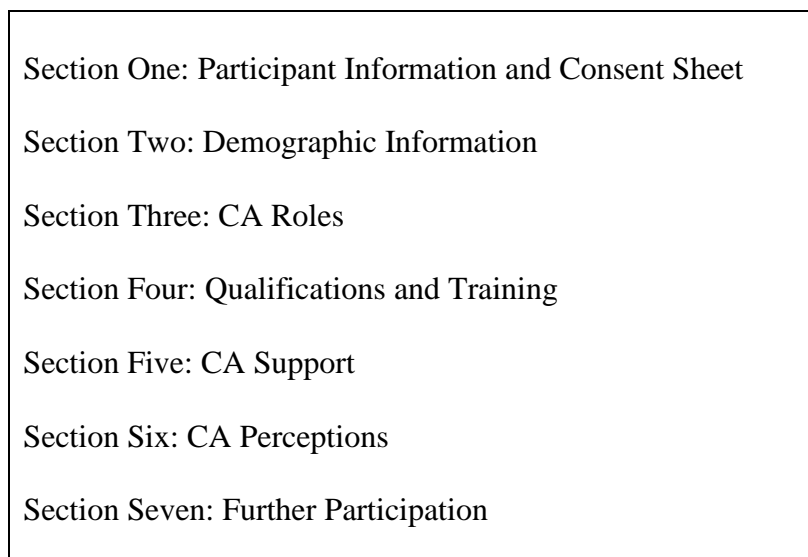 Section One: Participant Information and Consent Sheet
Section Two: Demographic Information
Section Three: CA Roles
Section Four: Qualifications and Training
Section Five: CA Support
Section Six: CA Perceptions
Section Seven: Further Participation